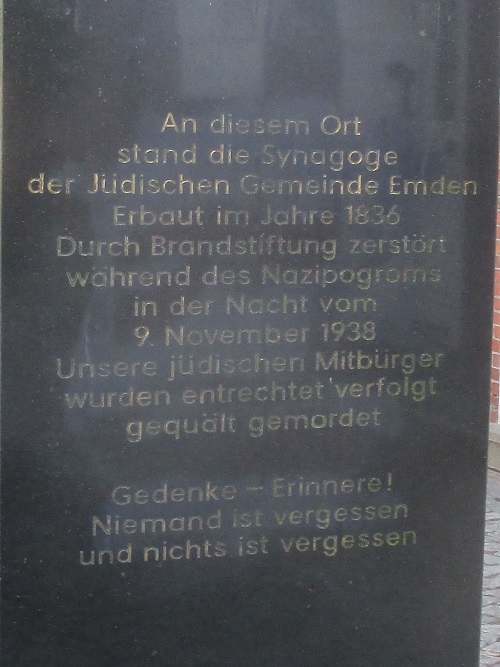 An diesem Ort
stand die Synagoge
der Jüdischen Gemeinde Emden
Erbaut im Jahre 1836
Durch Brandstiftung zerstört
während des Nazipogroms
in der Nacht vom
9. November 1938
Unsere jüdischen Mitbürger
wurden entrechtet verfolgt
gequält gemordet
Gedenke – Erinnere!
Niemand ist vergessen
und nichts ist vergessen